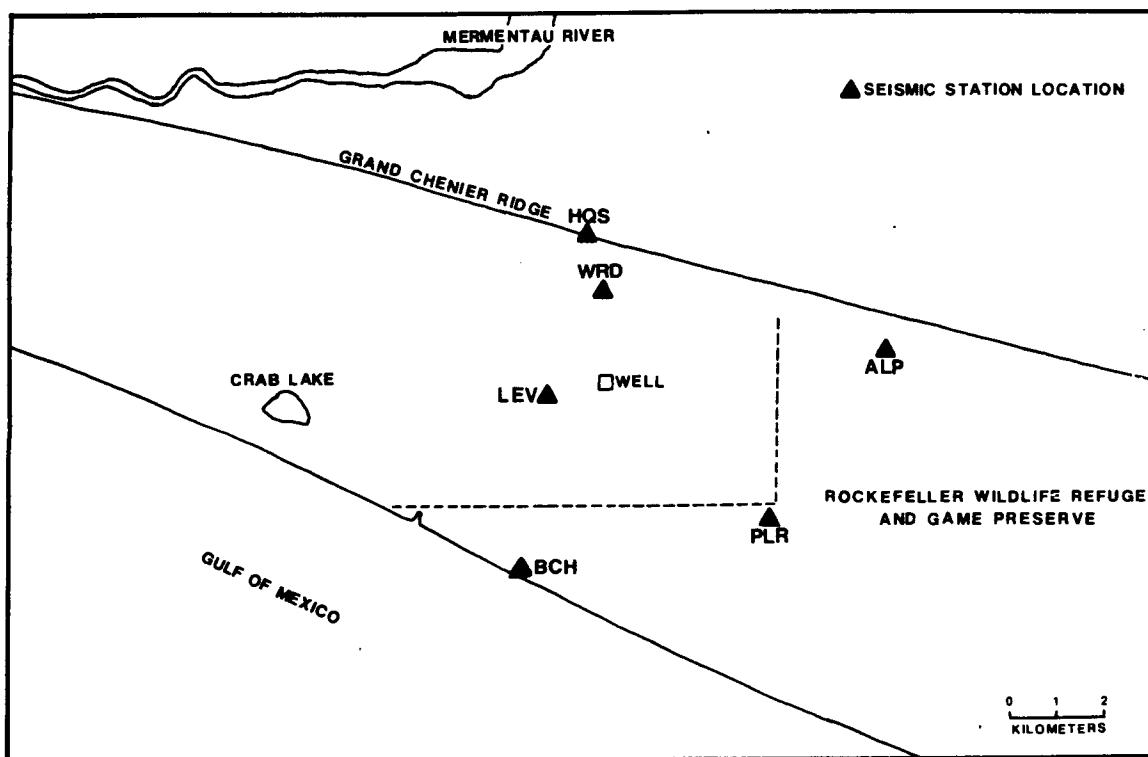 MERMENTAU RIVER
SEISMIC STATION LOCATION
GRAND CHENIER RIDGE
HQS
WRD
ALP
CRAB LAKE
LEV
WELL
ROCKEFELLER WILDLIFE REFUGE
AND GAME PRESERVE
PLR
BCH
GULF OF MEXICO
0 1 2
KILOMETERS